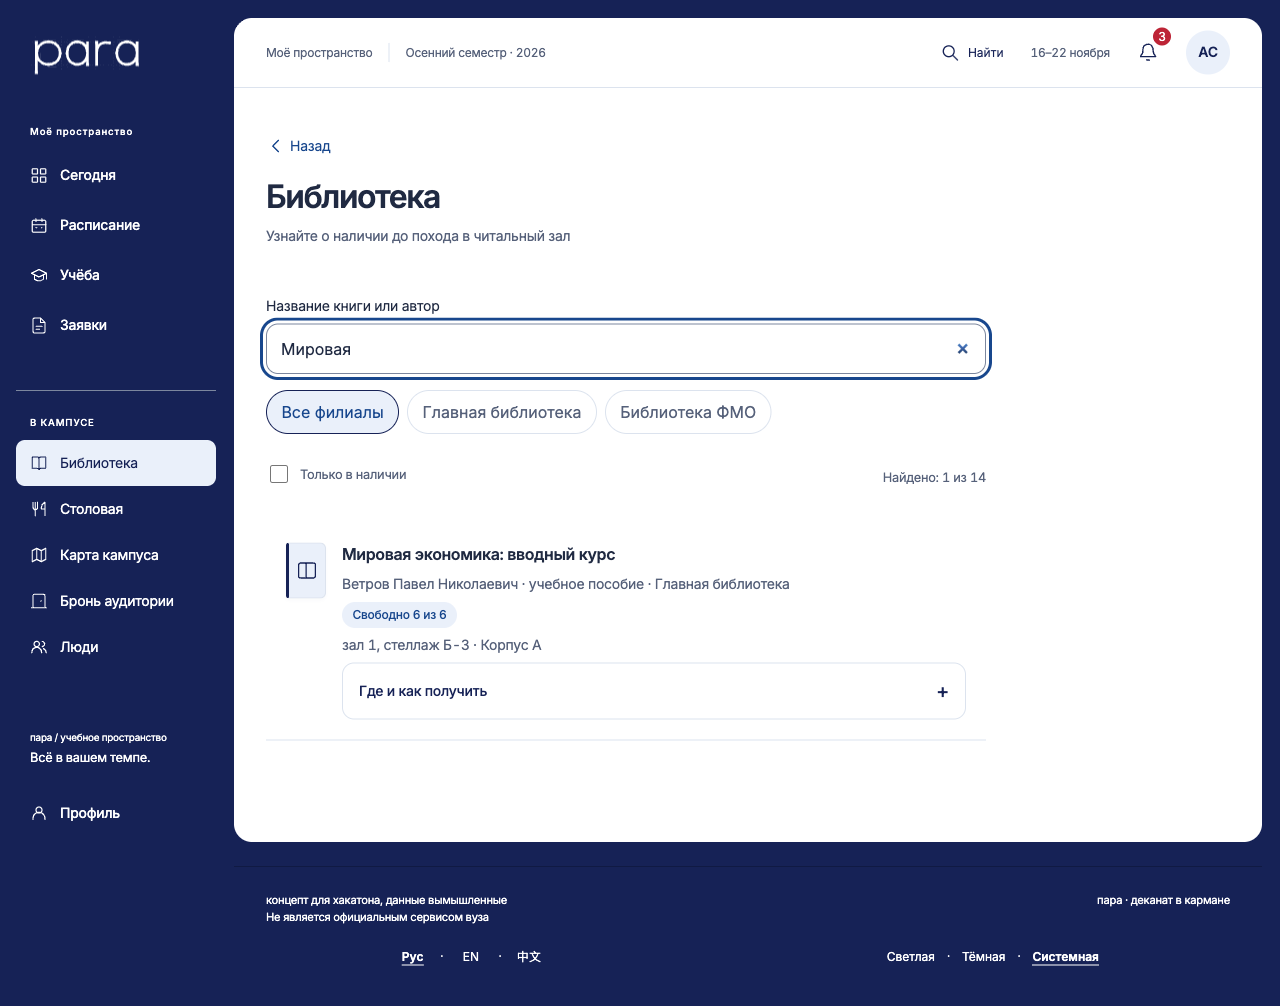 para
Моё пространство
Сегодня
Расписание
Учёба
Заявки
В КАМПУСЕ
Библиотека
Столовая
Карта кампуса
Бронь аудитории
Люди
пара / учебное пространство
Всё в вашем темпе.
Профиль
Моё пространство
Осенний семестр · 2026
Найти
16–22 ноября
3
АС
Назад
Библиотека
Узнайте о наличии до похода в читальный зал
Название книги или автор
Мировая
Все филиалы
Главная библиотека
Библиотека ФМО
Только в наличии
Найдено: 1 из 14
Мировая экономика: вводный курс
Ветров Павел Николаевич · учебное пособие · Главная библиотека
Свободно 6 из 6
зал 1, стеллаж Б-3 · Корпус А
Где и как получить
концепт для хакатона, данные вымышленные
Не является официальным сервисом вуза
пара · деканат в кармане
Рус · EN · 中文
Светлая · Тёмная · Системная